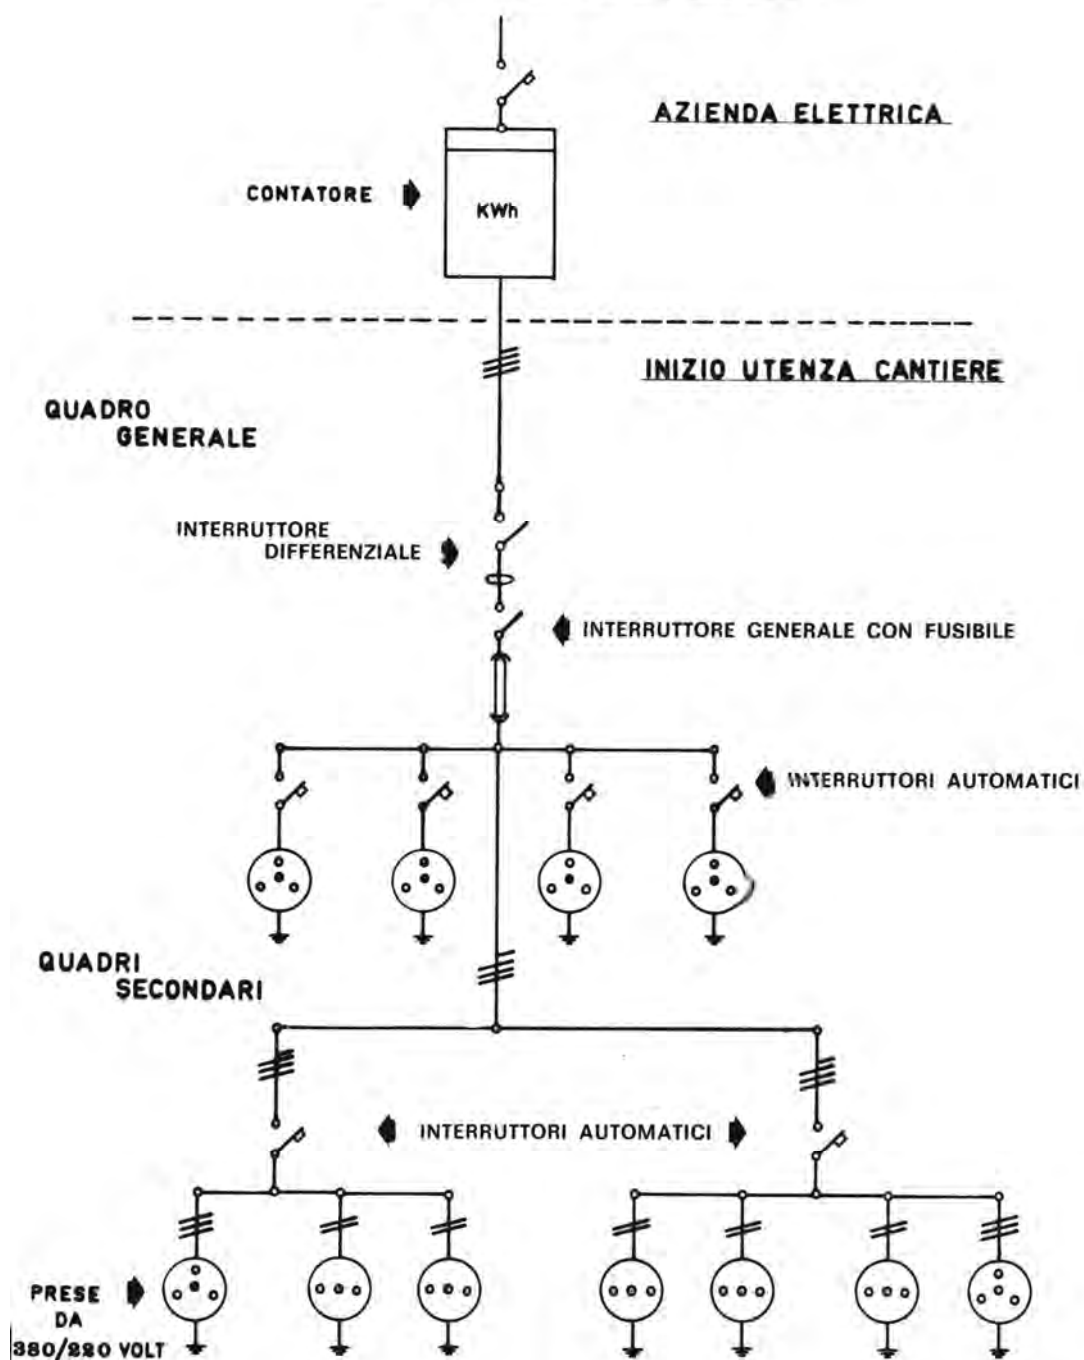 AZIENDA ELETTRICA
CONTATORE
KWh
INIZIO UTENZA CANTIERE
QUADRO
GENERALE
INTERRUTTORE
DIFFERENZIALE
INTERRUTTORE GENERALE CON FUSIBILE
INTERRUTTORI AUTOMATICI
QUADRI
SECONDARI
INTERRUTTORI AUTOMATICI
PRESE
DA
380/220 VOLT